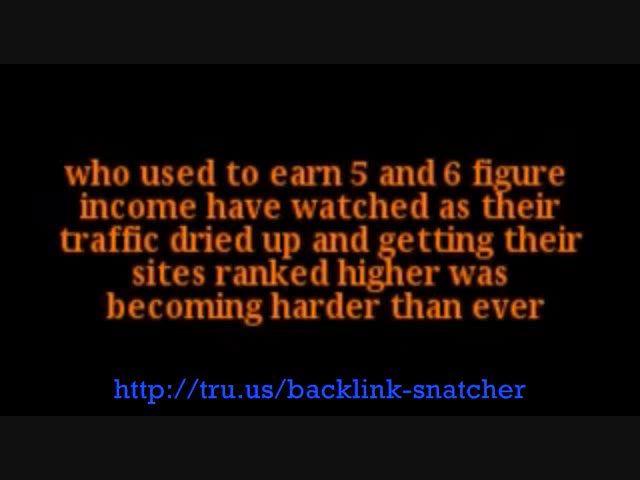 who used to earn 5 and 6 figure
income have watched as their
traffic dried up and getting their
sites ranked higher was
becoming harder than ever
http://tru.us/backlink-snatcher